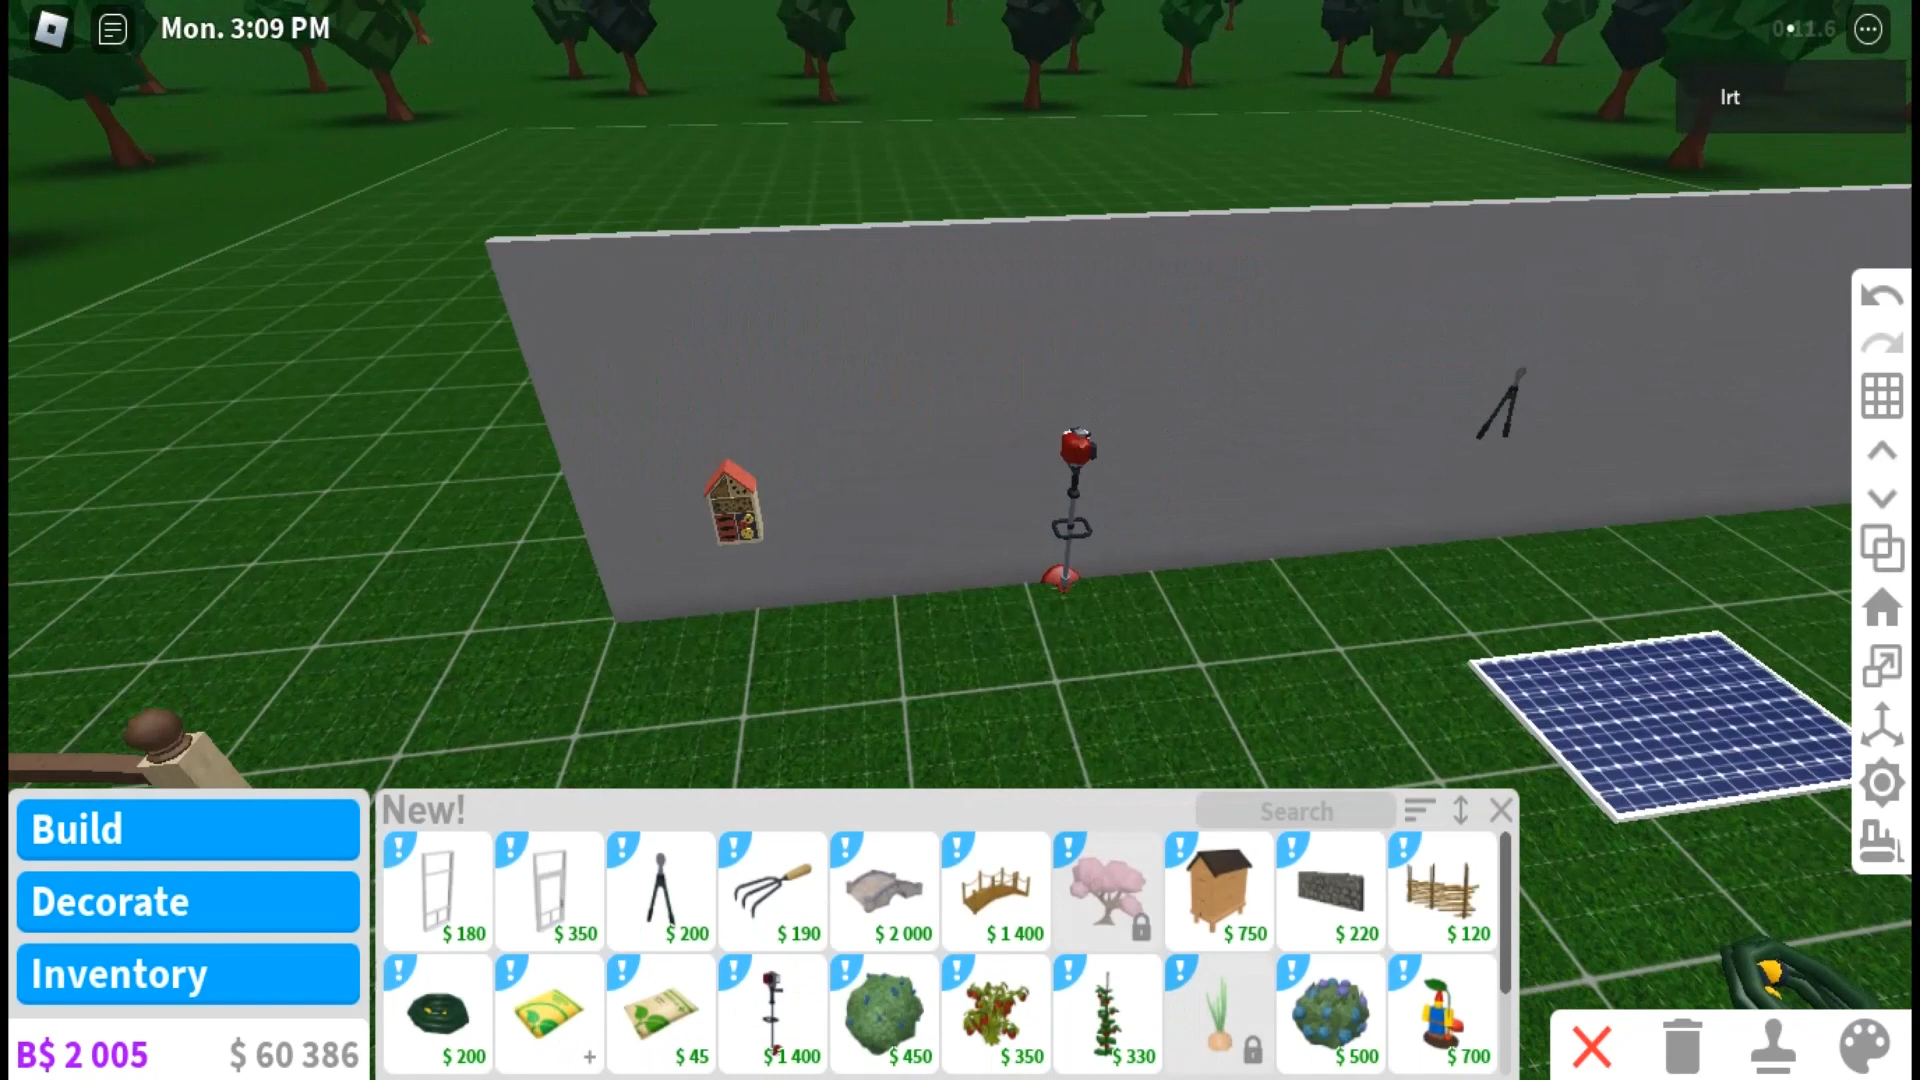 Mon. 3:09 PM
Irt
New!
Search
Build
Decorate
Inventory
B$ 2 005
$ 60 386
$ 180
$ 350
$ 200
$ 190
$ 2 000
$ 1 400
$ 750
$ 220
$ 120
$ 200
+
$ 45
$ 1 400
$ 450
$ 350
$ 330
$ 500
$ 700